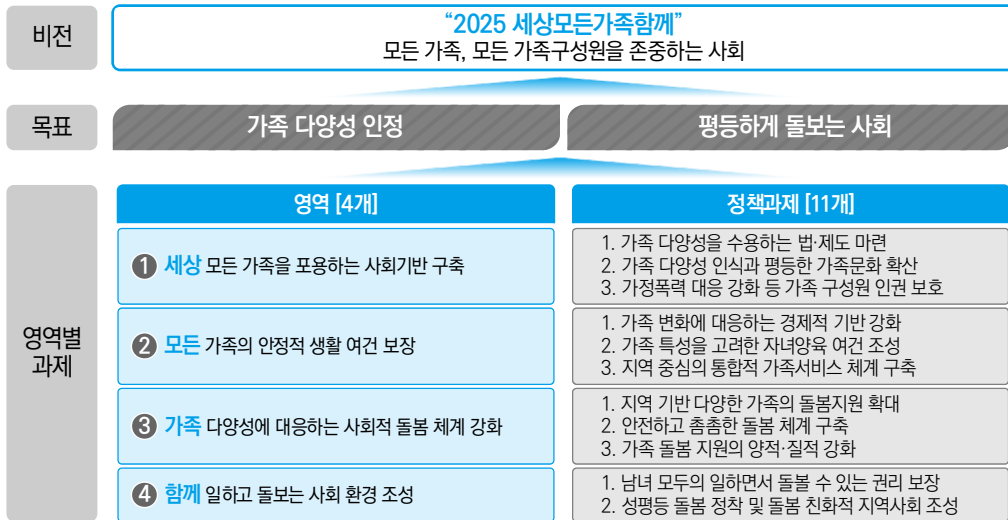 비전
“2025 세상모든가족함께”
모든 가족, 모든 가족구성원을 존중하는 사회
목표
가족 다양성 인정
평등하게 돌보는 사회
영역별
과제
영역 [4개]
정책과제 [11개]
❶ 세상 모든 가족을 포용하는 사회기반 구축
1. 가족 다양성을 수용하는 법·제도 마련
2. 가족 다양성 인식과 평등한 가족문화 확산
3. 가정폭력 대응 강화 등 가족 구성원 인권 보호
❷ 모든 가족의 안정적 생활 여건 보장
1. 가족 변화에 대응하는 경제적 기반 강화
2. 가족 특성을 고려한 자녀양육 여건 조성
3. 지역 중심의 통합적 가족서비스 체계 구축
❸ 가족 다양성에 대응하는 사회적 돌봄 체계 강화
1. 지역 기반 다양한 가족의 돌봄지원 확대
2. 안전하고 촘촘한 돌봄 체계 구축
3. 가족 돌봄 지원의 양적·질적 강화
❹ 함께 일하고 돌보는 사회 환경 조성
1. 남녀 모두의 일하면서 돌볼 수 있는 권리 보장
2. 성평등 돌봄 정착 및 돌봄 친화적 지역사회 조성